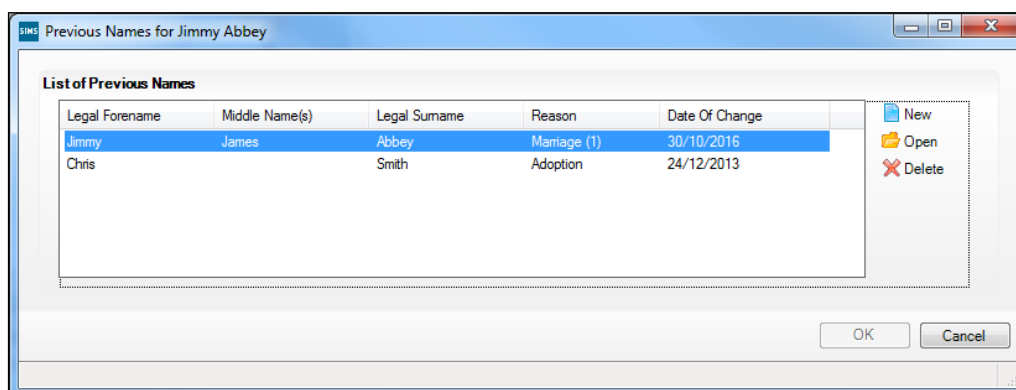 SIMS Previous Names for Jimmy Abbey
List of Previous Names
Legal Forename Middle Name(s) Legal Surname Reason Date Of Change
Jimmy James Abbey Marriage (1) 30/10/2016
Chris Smith Adoption 24/12/2013
New
Open
Delete
OK Cancel